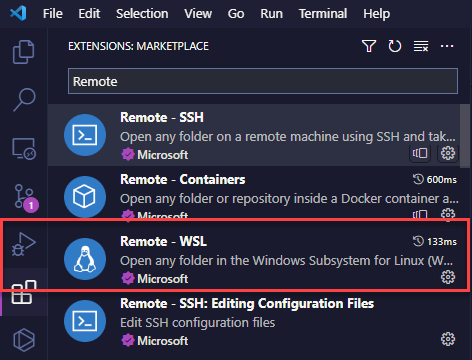 File Edit Selection View Go Run Terminal Help
EXTENSIONS: MARKETPLACE
Remote
Remote - SSH
Open any folder on a remote machine using SSH and tak...
Microsoft
Remote - Containers 600ms
Open any folder or repository inside a Docker container a...
Microsoft
1
Remote - WSL 133ms
Open any folder in the Windows Subsystem for Linux (W...
Microsoft
Remote - SSH: Editing Configuration Files
Edit SSH configuration files
Microsoft